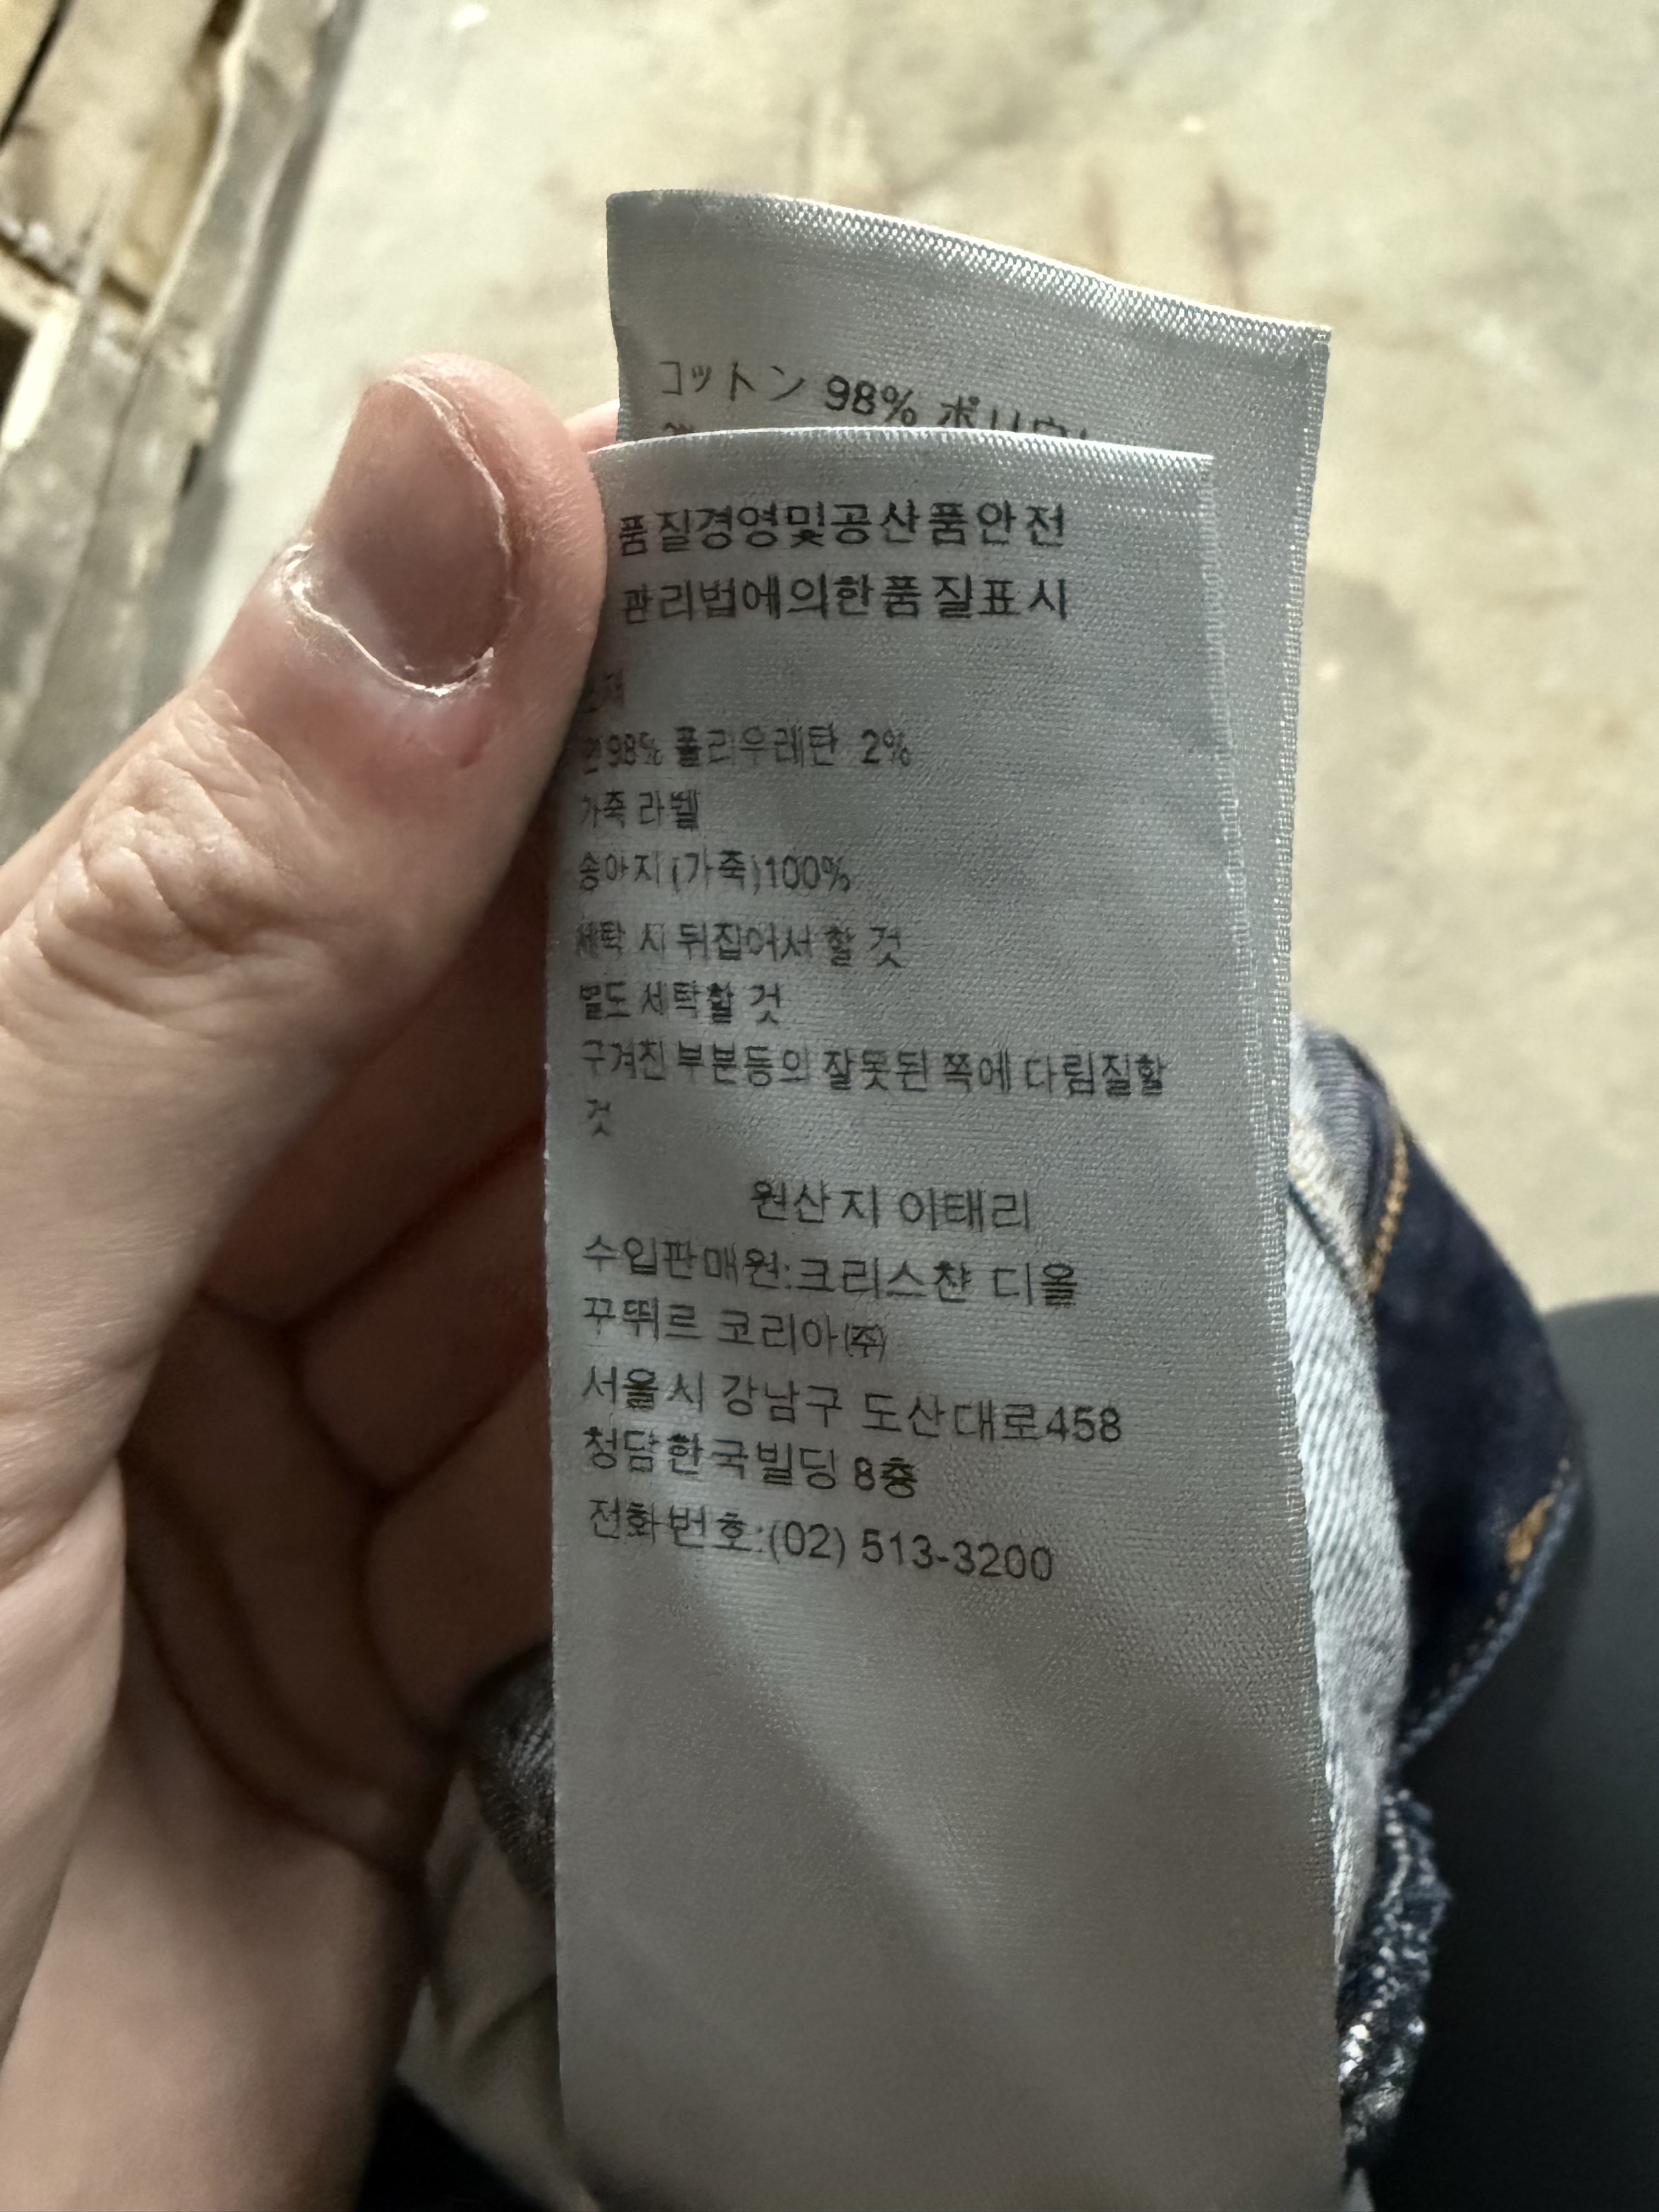 コットン 98% ポリウ
품질경영및공산품안전
관리법에의한품질표시
면98% 폴리우레탄 2%
가죽 라벨
송아지(가죽)100%
세탁 시 뒤집어서 할 것
별도 세탁할 것
구겨진부분등의 잘못된 쪽에 다림질할
것
원산지 이태리
수입판매원:크리스챤 디올
꾸뛰르 코리아(주)
서울시 강남구 도산대로458
청담한국빌딩 8층
전화번호:(02) 513-3200